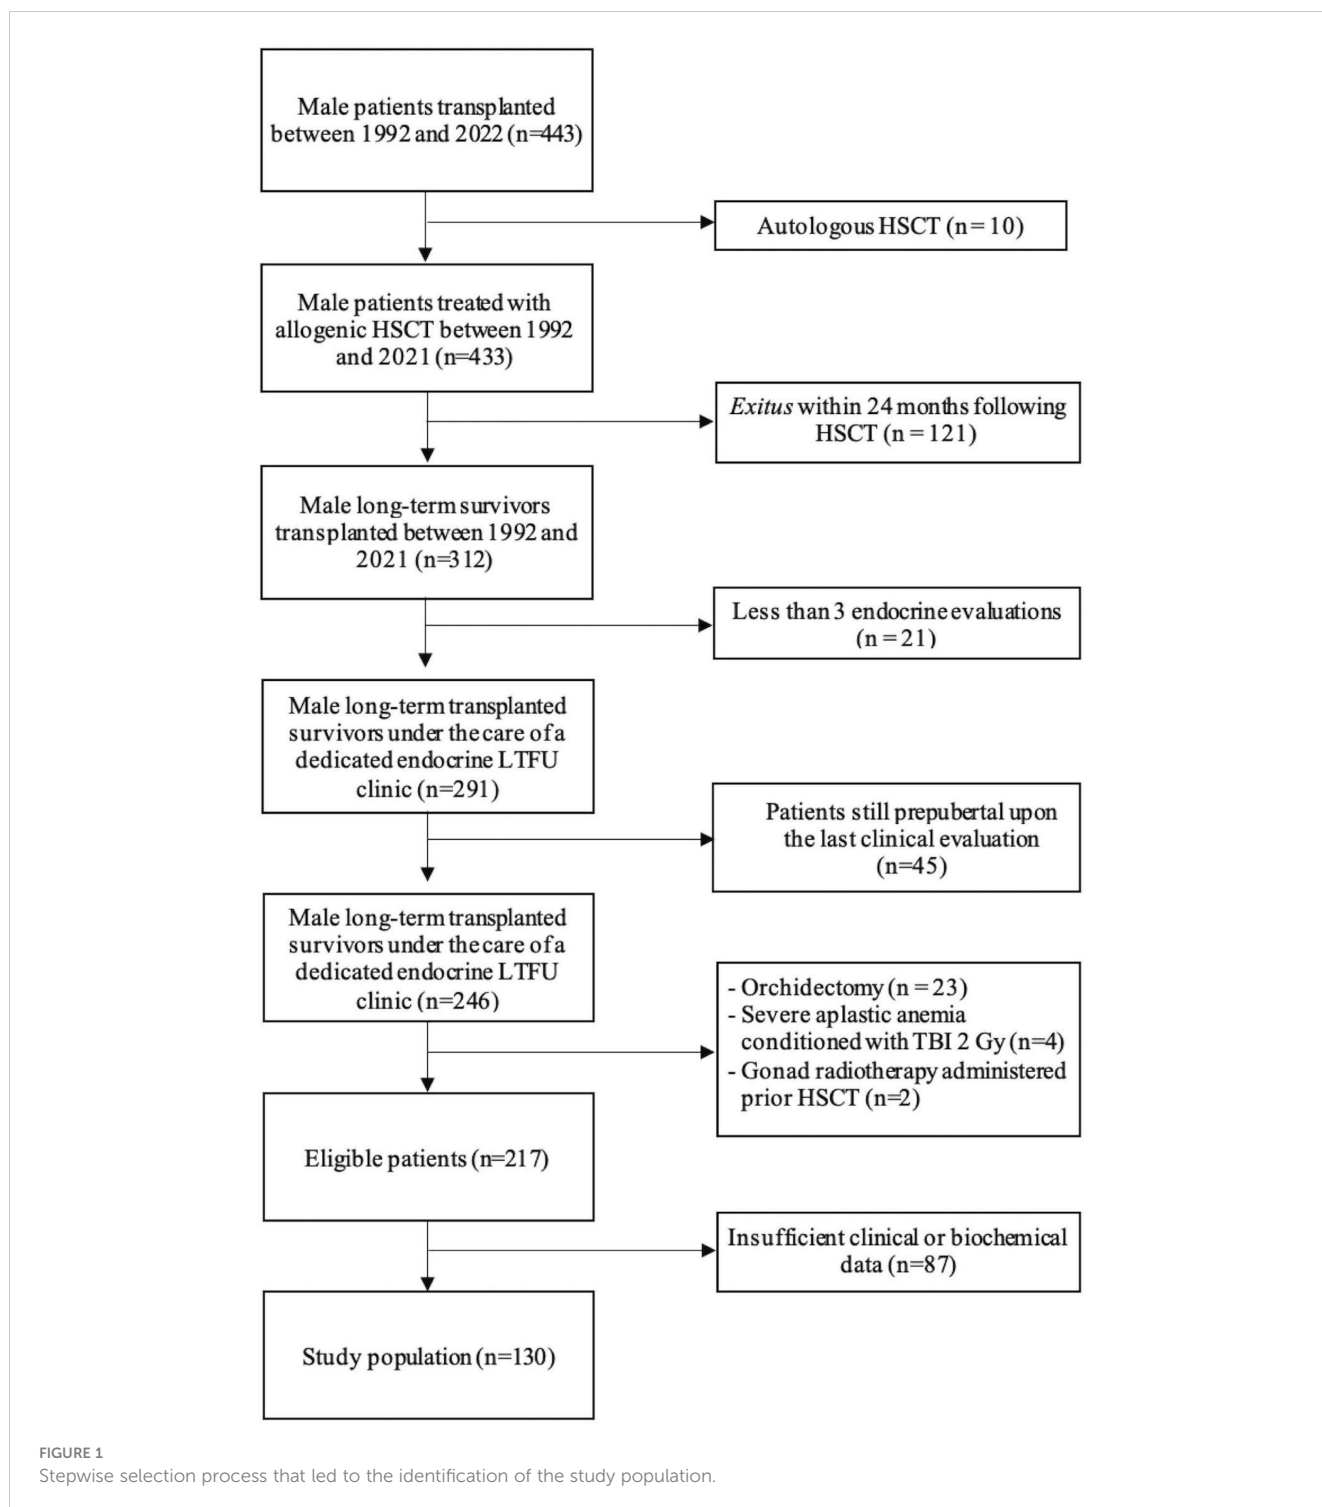 Male patients transplanted
between 1992 and 2022 (n=443)
Autologous HSCT (n = 10)
Male patients treated with
allogenic HSCT between 1992
and 2021 (n=433)
Exitus within 24 months following
HSCT (n = 121)
Male long-term survivors
transplanted between 1992 and
2021 (n=312)
Less than 3 endocrine evaluations
(n = 21)
Male long-term transplanted
survivors under the care of a
dedicated endocrine LTFU
clinic (n=291)
Patients still prepubertal upon
the last clinical evaluation
(n=45)
Male long-term transplanted
survivors under the care of a
dedicated endocrine LTFU
clinic (n=246)
- Orchidectomy (n = 23)
- Severe aplastic anemia
conditioned with TBI 2 Gy (n=4)
- Gonad radiotherapy administered
prior HSCT (n=2)
Eligible patients (n=217)
Insufficient clinical or biochemical
data (n=87)
Study population (n=130)
FIGURE 1
Stepwise selection process that led to the identification of the study population.